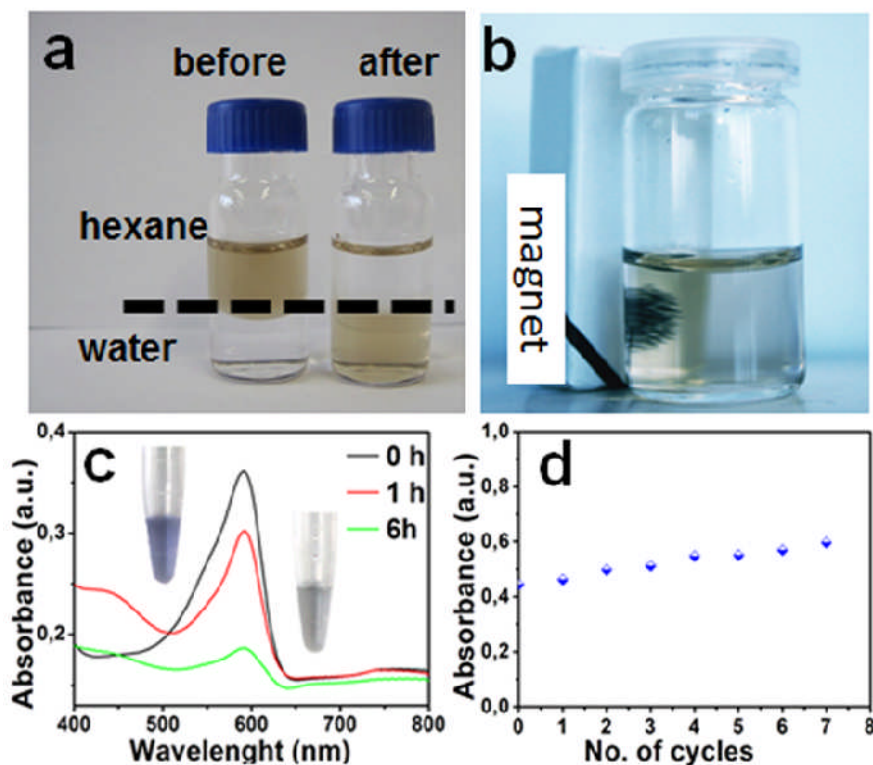 a
before after
hexane
water
b
magnet
c
0,4
0,3
0,2
Absorbance (a.u.)
0 h
1 h
6h
400 500 600 700 800
Wavelenght (nm)
d
1,0
0,8
0,6
0,4
0,2
0,0
Absorbance (a.u.)
0 1 2 3 4 5 6 7 8
No. of cycles